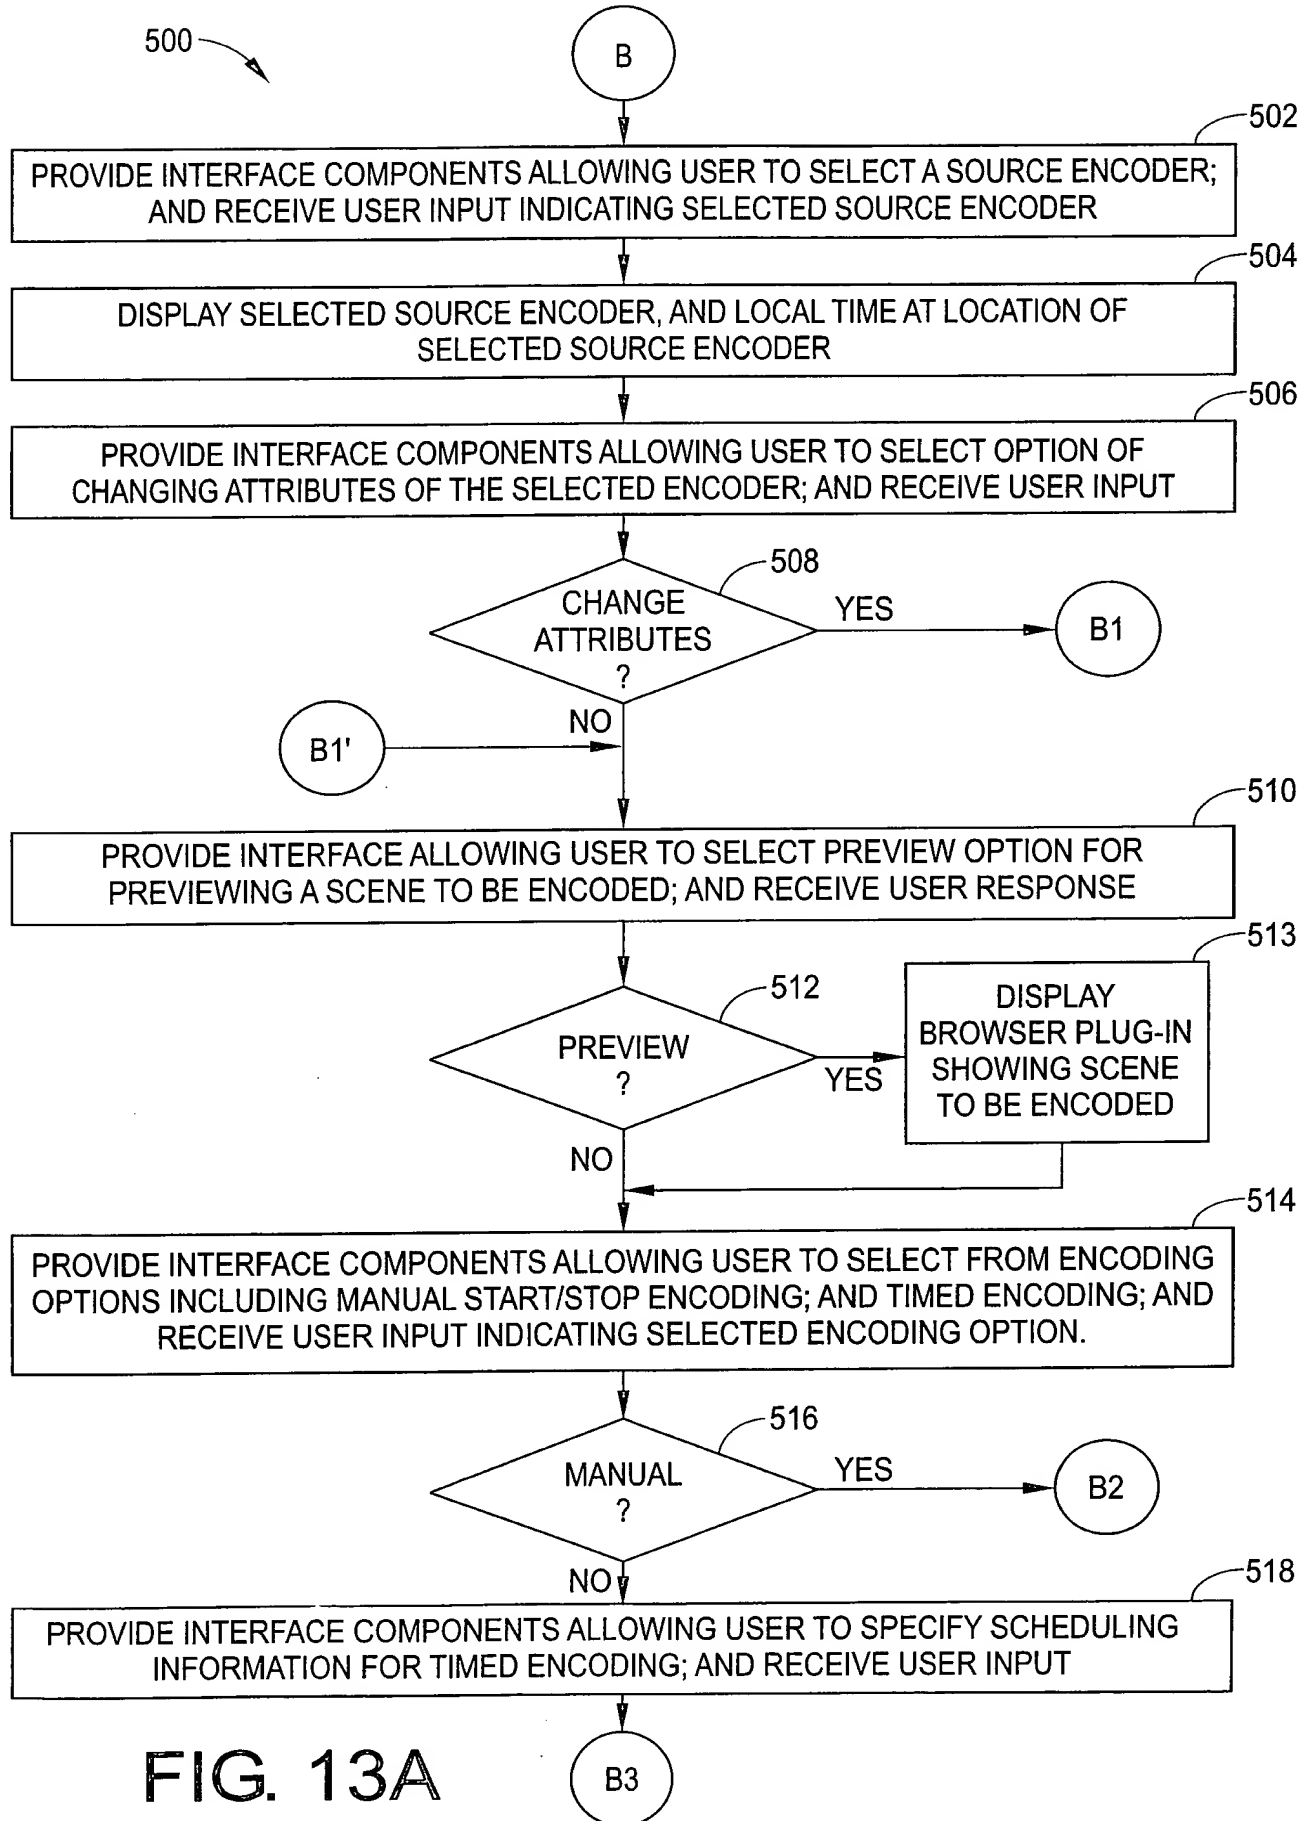 500
B
502
PROVIDE INTERFACE COMPONENTS ALLOWING USER TO SELECT A SOURCE ENCODER;
AND RECEIVE USER INPUT INDICATING SELECTED SOURCE ENCODER
504
DISPLAY SELECTED SOURCE ENCODER, AND LOCAL TIME AT LOCATION OF
SELECTED SOURCE ENCODER
506
PROVIDE INTERFACE COMPONENTS ALLOWING USER TO SELECT OPTION OF
CHANGING ATTRIBUTES OF THE SELECTED ENCODER; AND RECEIVE USER INPUT
508
CHANGE
ATTRIBUTES
?
YES
B1
NO
B1'
510
PROVIDE INTERFACE ALLOWING USER TO SELECT PREVIEW OPTION FOR
PREVIEWING A SCENE TO BE ENCODED; AND RECEIVE USER RESPONSE
512
PREVIEW
?
YES
513
DISPLAY
BROWSER PLUG-IN
SHOWING SCENE
TO BE ENCODED
NO
514
PROVIDE INTERFACE COMPONENTS ALLOWING USER TO SELECT FROM ENCODING
OPTIONS INCLUDING MANUAL START/STOP ENCODING; AND TIMED ENCODING; AND
RECEIVE USER INPUT INDICATING SELECTED ENCODING OPTION.
516
MANUAL
?
YES
B2
NO
518
PROVIDE INTERFACE COMPONENTS ALLOWING USER TO SPECIFY SCHEDULING
INFORMATION FOR TIMED ENCODING; AND RECEIVE USER INPUT
B3
FIG. 13A